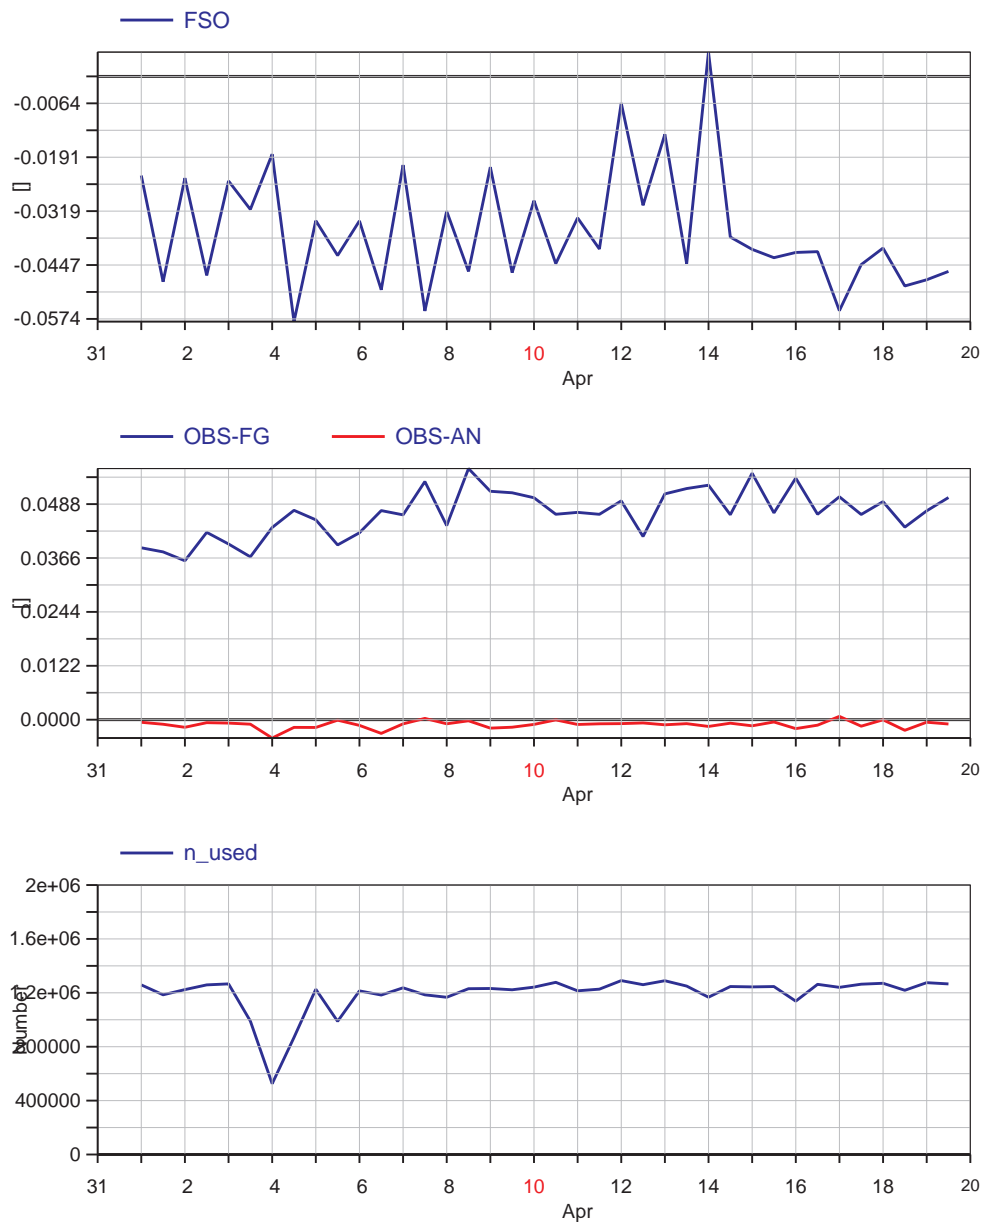 FSO
-0.0064
-0.0191
-0.0319
-0.0447
-0.0574
[]
31 2 4 6 8 10 12 14 16 18 20
Apr
OBS-FG OBS-AN
0.0488
0.0366
0.0244
0.0122
0.0000
[]
31 2 4 6 8 10 12 14 16 18 20
Apr
n_used
2e+06
1.6e+06
1.2e+06
800000
400000
0
Number
31 2 4 6 8 10 12 14 16 18 20
Apr